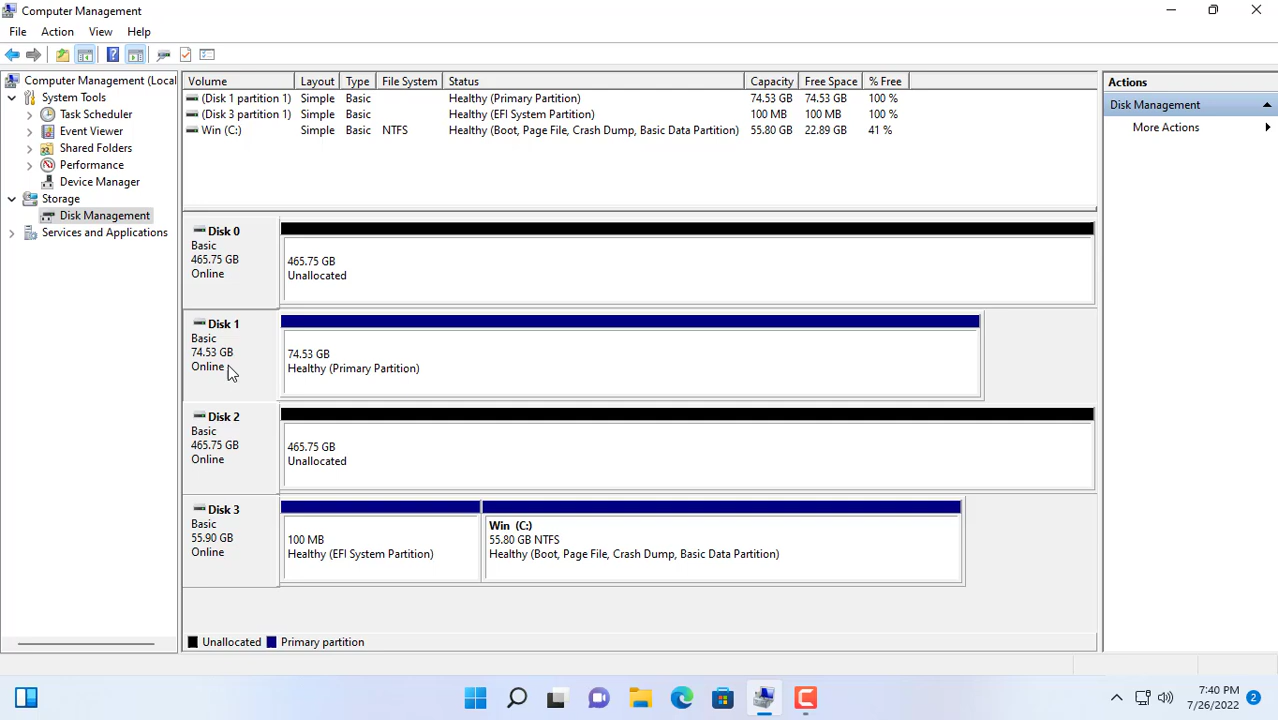 Computer Management
File Action View Help
Computer Management (Local
System Tools
Task Scheduler
Event Viewer
Shared Folders
Performance
Device Manager
Storage
Disk Management
Services and Applications
Volume Layout Type File System Status Capacity Free Space % Free
(Disk 1 partition 1) Simple Basic Healthy (Primary Partition) 74.53 GB 74.53 GB 100 %
(Disk 3 partition 1) Simple Basic Healthy (EFI System Partition) 100 MB 100 MB 100 %
Win (C:) Simple Basic NTFS Healthy (Boot, Page File, Crash Dump, Basic Data Partition) 55.80 GB 22.89 GB 41 %
Disk 0
Basic
465.75 GB
Online
465.75 GB
Unallocated
Disk 1
Basic
74.53 GB
Online
74.53 GB
Healthy (Primary Partition)
Disk 2
Basic
465.75 GB
Online
465.75 GB
Unallocated
Disk 3
Basic
55.90 GB
Online
100 MB
Healthy (EFI System Partition)
Win (C:)
55.80 GB NTFS
Healthy (Boot, Page File, Crash Dump, Basic Data Partition)
Unallocated Primary partition
Actions
Disk Management
More Actions
7:40 PM
7/26/2022
2